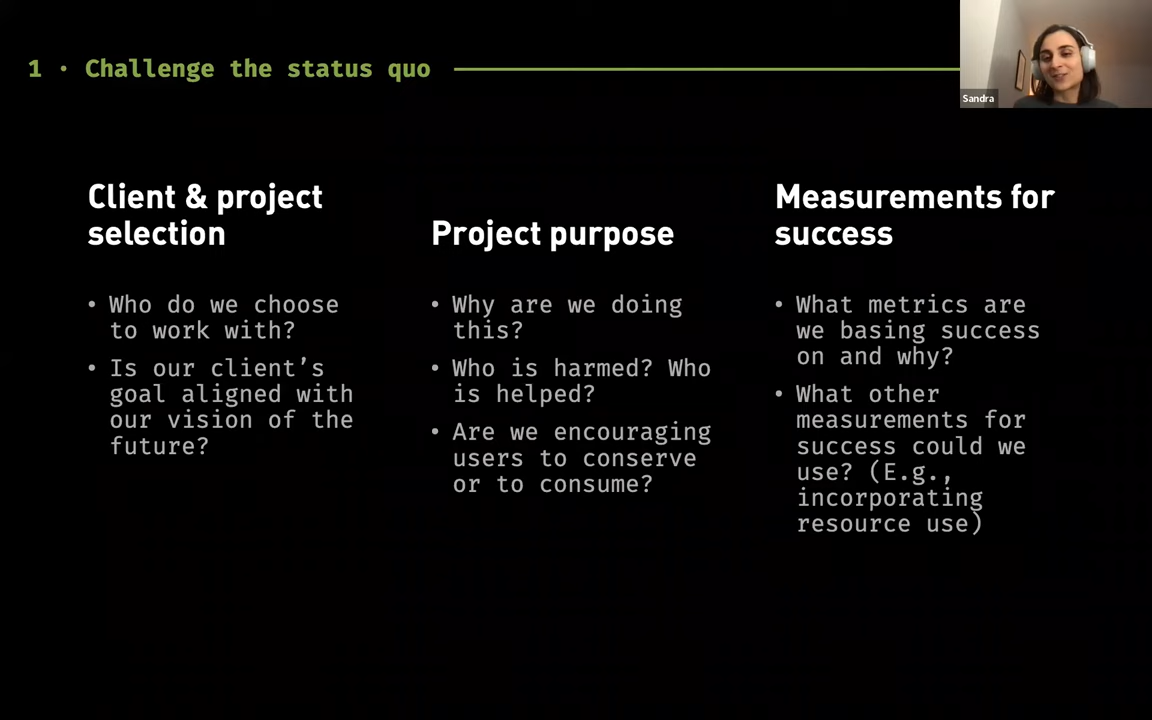 1 · Challenge the status quo
Sandra
Client & project
selection
• Who do we choose
to work with?
• Is our client’s
goal aligned with
our vision of the
future?
Project purpose
• Why are we doing
this?
• Who is harmed? Who
is helped?
• Are we encouraging
users to conserve
or to consume?
Measurements for
success
• What metrics are
we basing success
on and why?
• What other
measurements for
success could we
use? (E.g.,
incorporating
resource use)